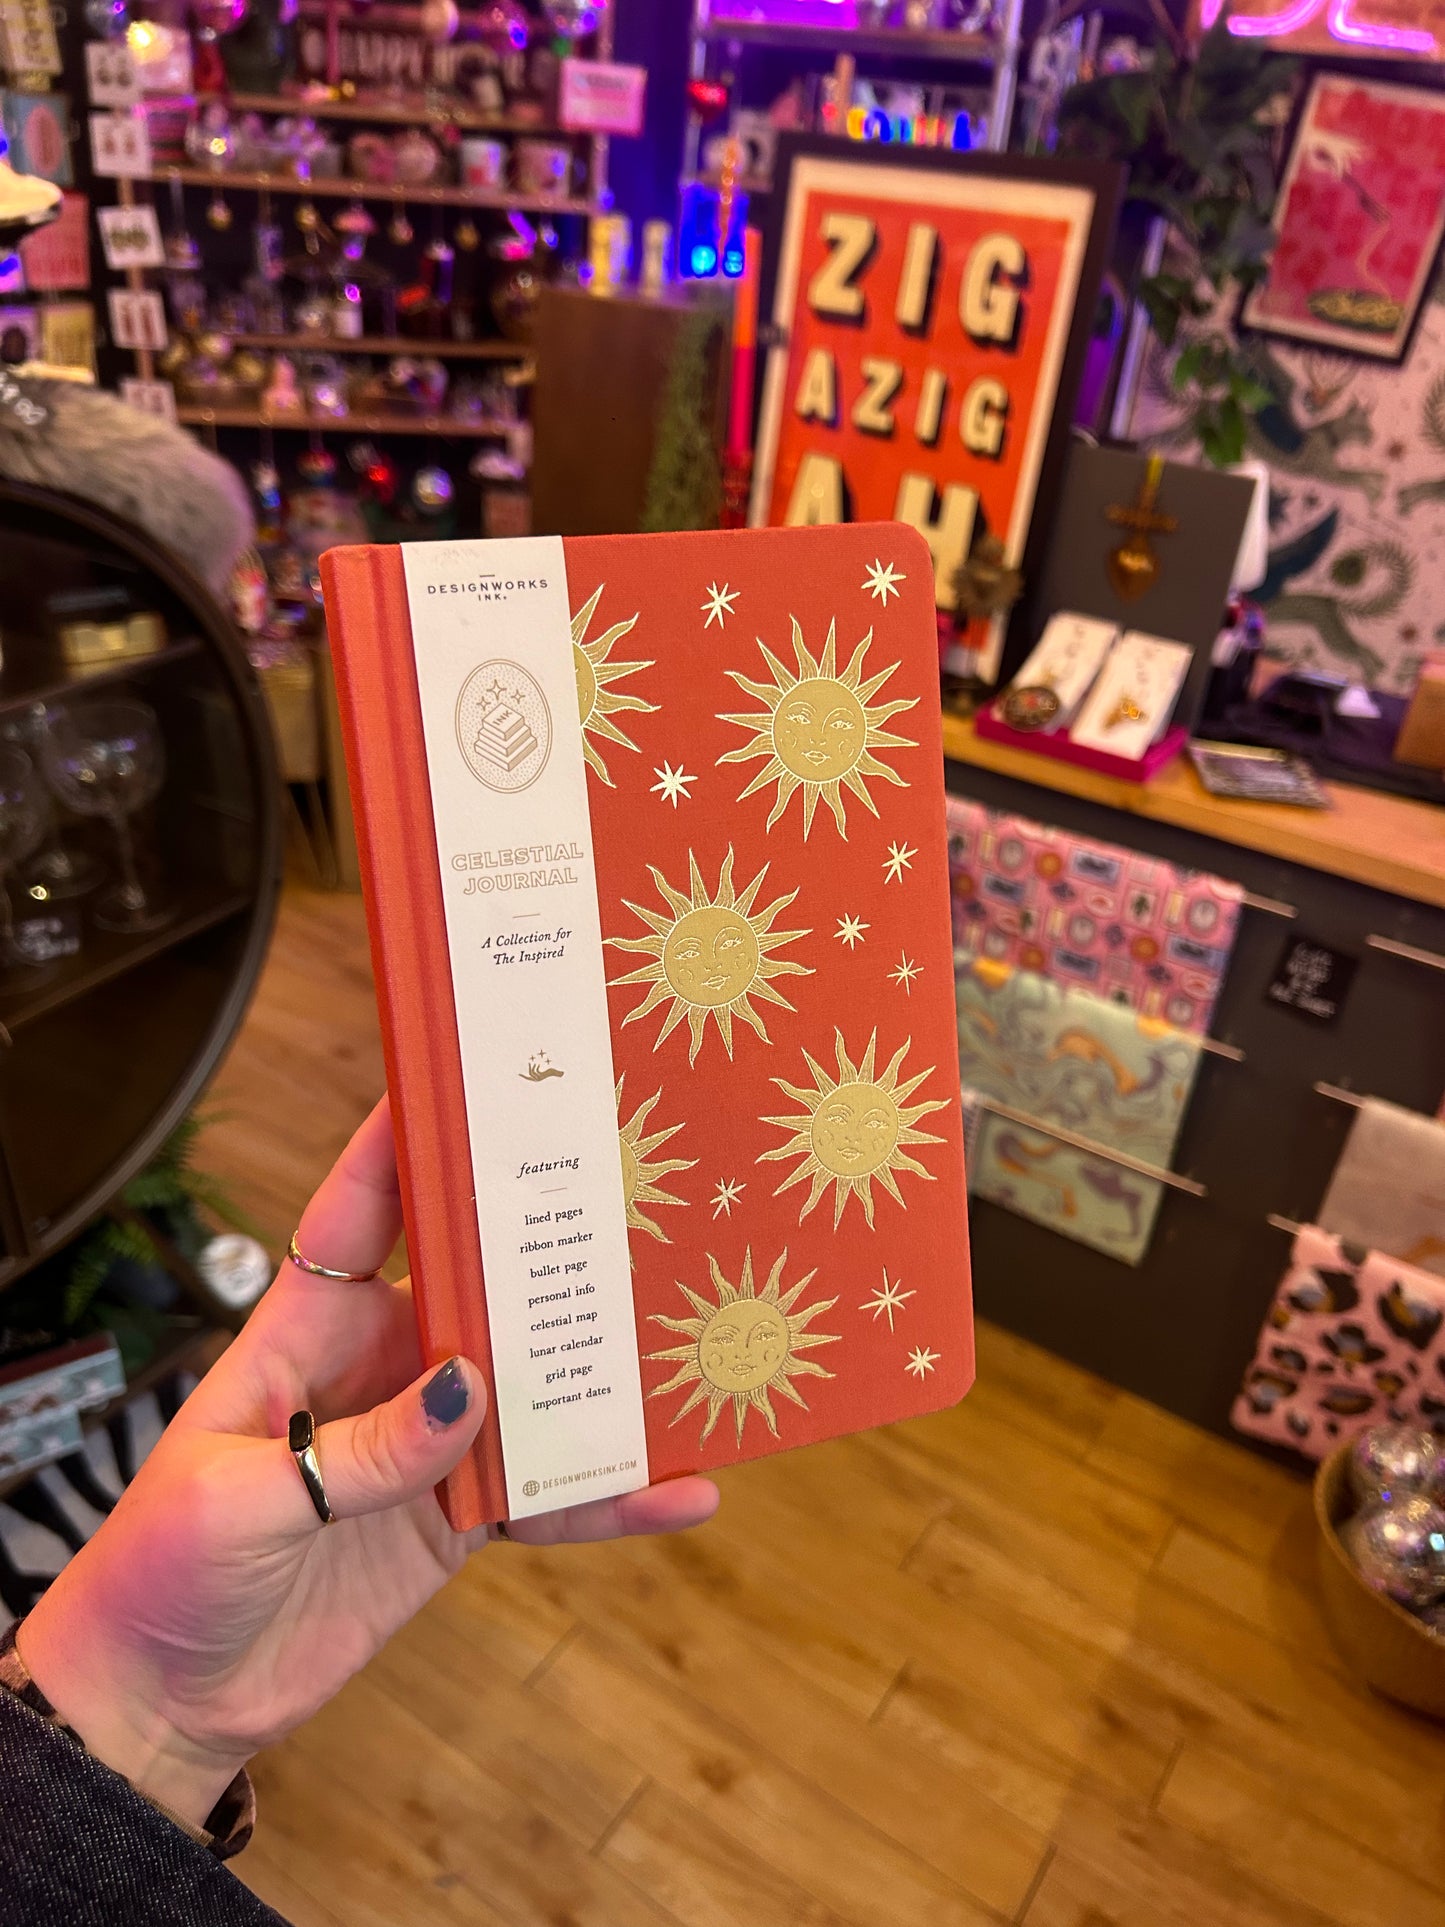 ZIG
AZIG
AH
DESIGNWORKS
INK.
INK
CELESTIAL
JOURNAL
A Collection for
The Inspired
featuring
lined pages
ribbon marker
bullet page
personal info
celestial map
lunar calendar
grid page
important dates
DESIGNWORKSINK.COM